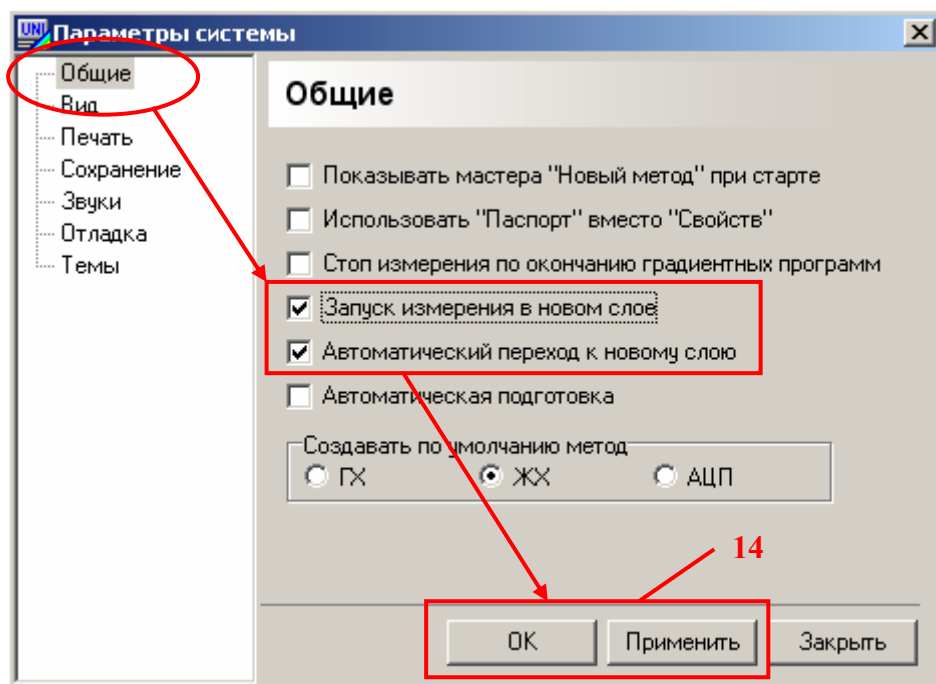 UNI Параметры системы
Общие
Вид
Печать
Сохранение
Звуки
Отладка
Темы
Общие
Показывать мастера "Новый метод" при старте
Использовать "Паспорт" вместо "Свойств"
Стоп измерения по окончанию градиентных программ
Запуск измерения в новом слое
Автоматический переход к новому слою
Автоматическая подготовка
Создавать по умолчанию метод
ГХ ЖХ АЦП
14
OK Применить Закрыть